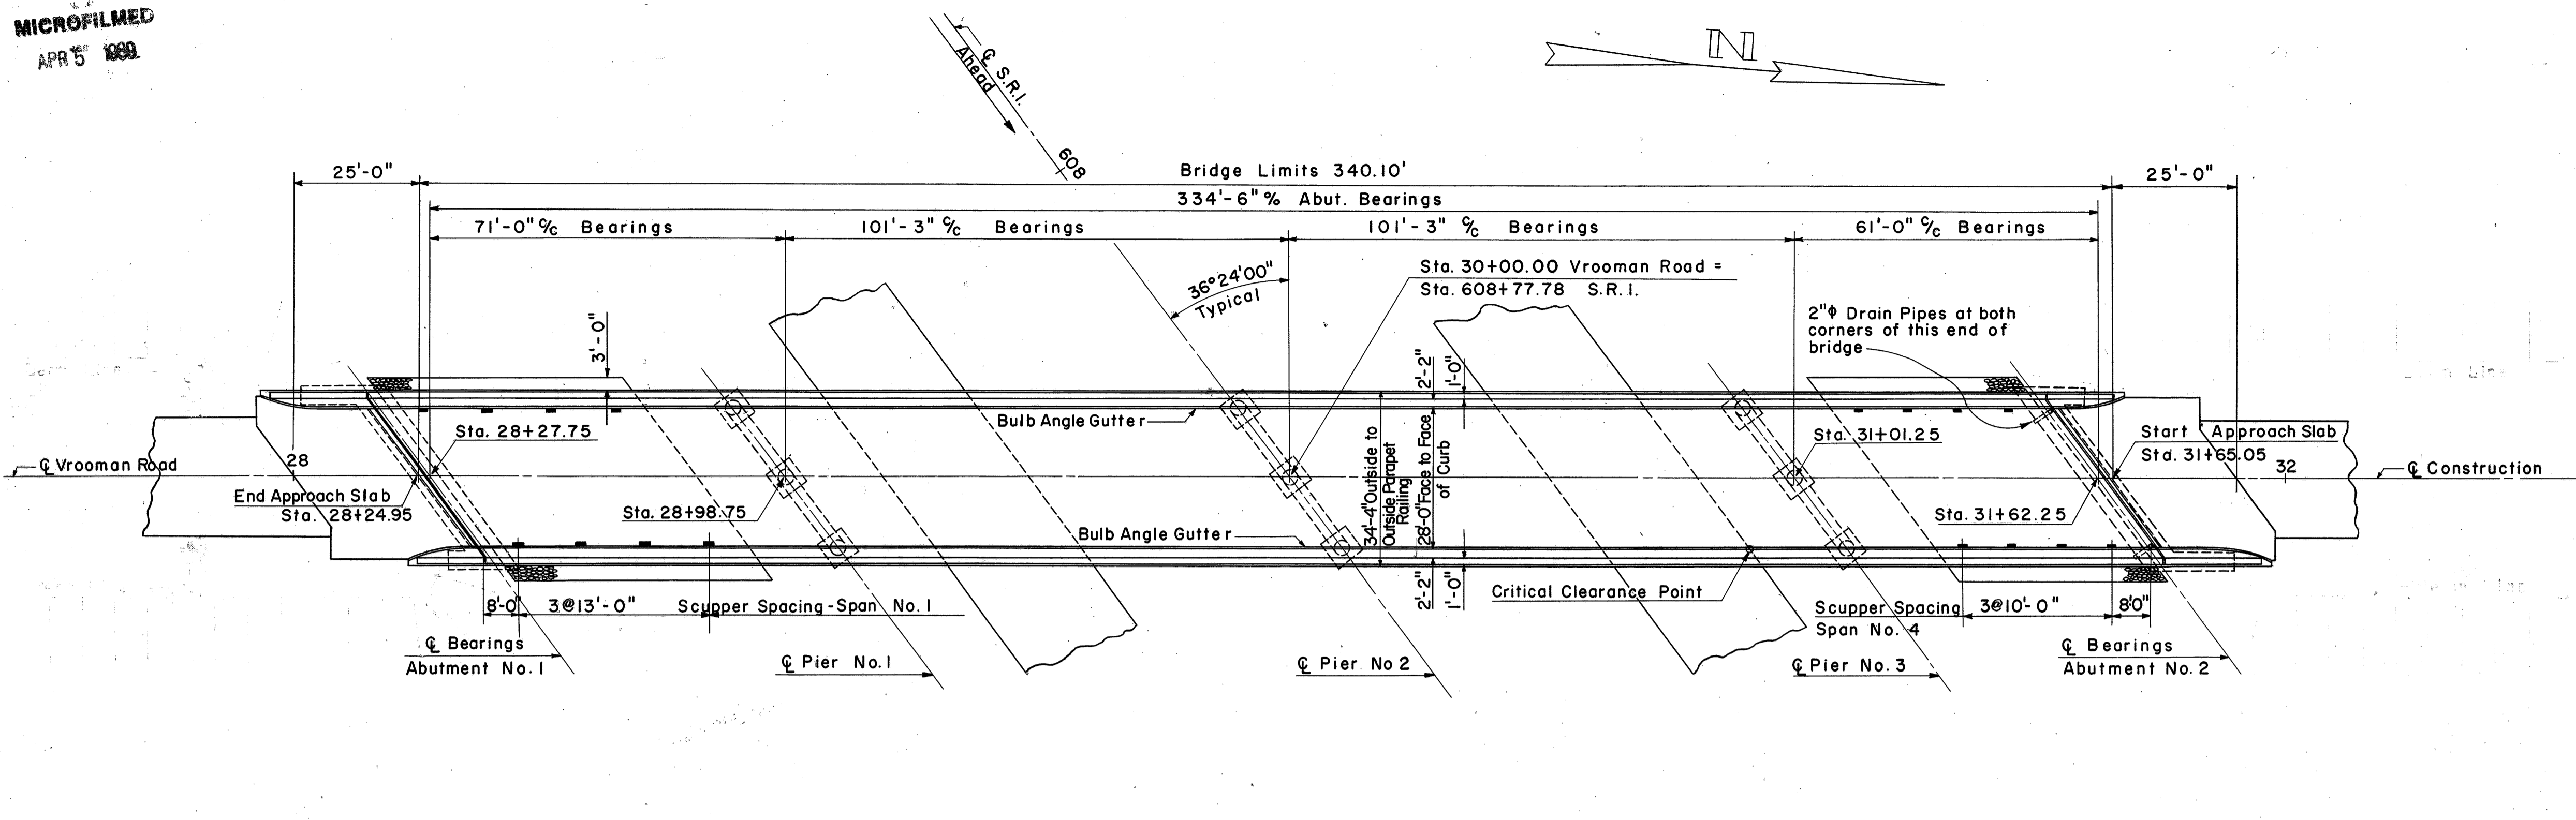 MICROFILMED
APR 5 1989
℄ S.R.I.
Ahead
608
N
25'-0"
Bridge Limits 340.10'
25'-0"
334'-6" c/c Abut. Bearings
71'-0" c/c Bearings
101'-3" c/c Bearings
101'-3" c/c Bearings
61'-0" c/c Bearings
36°24'00"
Typical
Sta. 30+00.00 Vrooman Road =
Sta. 608+77.78 S.R.I.
2"Φ Drain Pipes at both
corners of this end of
bridge
3'-0"
2'-2"
1'-0"
Bulb Angle Gutter
Sta. 28+27.75
Sta. 31+01.25
Start Approach Slab
Sta. 31+65.05
℄ Vrooman Road
28
32
℄ Construction
End Approach Slab
Sta. 28+24.95
Sta. 28+98.75
34'-4" Outside to
Outside Parapet
Railing
28'-0" Face to Face
of Curb
Sta. 31+62.25
Bulb Angle Gutter
2'-2"
1'-0"
Critical Clearance Point
8'-0"
3@13'-0"
Scupper Spacing-Span No. 1
Scupper Spacing
Span No. 4
3@10'-0"
8'0"
℄ Bearings
Abutment No. 1
℄ Pier No. 1
℄ Pier No 2
℄ Pier No. 3
℄ Bearings
Abutment No. 2